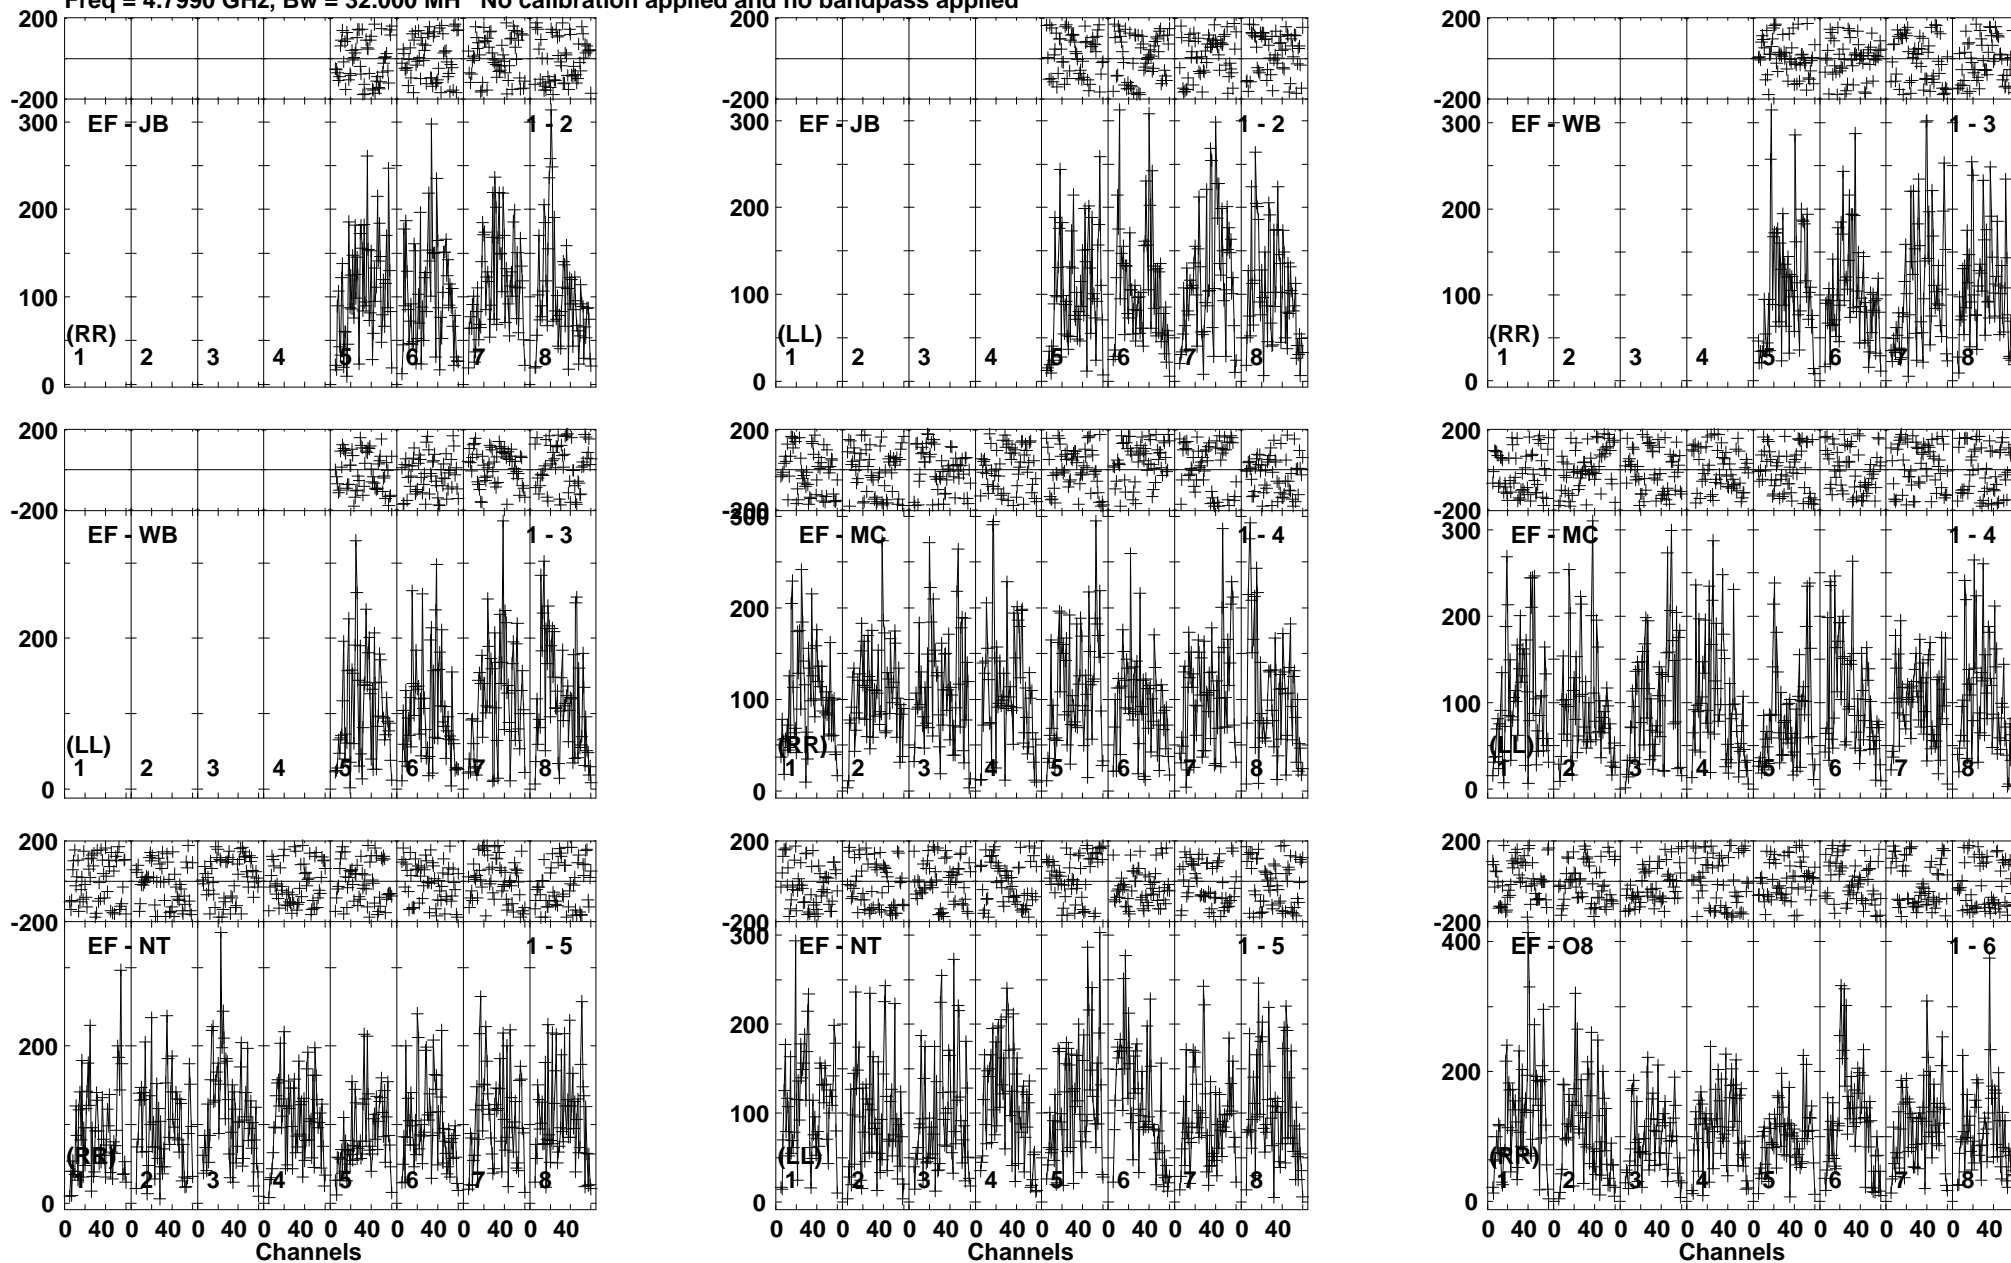 Freq = 4.7990 GHz, Bw = 32.000 MH No calibration applied and no bandpass applied
200 200 200
-200 -200 -200
300 EF - JB 1 - 2 300 EF - JB 1 - 2 300 EF - WB 1 - 3
200 200 200
100 100 100
(RR) (LL) (RR)
1 2 3 4 5 6 7 8 1 2 3 4 5 6 7 8 1 2 3 4 5 6 7 8
0 0 0
200 200 200
-200 -200 -200
EF - WB 1 - 3 300 EF - MC 1 - 4 300 EF - MC 1 - 4
200 200 200
100 100
(LL) (RR) (LL)
1 2 3 4 5 6 7 8 1 2 3 4 5 6 7 8 1 2 3 4 5 6 7 8
0 0 0
200 200 200
-200 -200 -200
EF - NT 1 - 5 300 EF - NT 1 - 5 400 EF - O8 1 - 6
200 200 200
100
(RR) (LL) (RR)
1 2 3 4 5 6 7 8 1 2 3 4 5 6 7 8 1 2 3 4 5 6 7 8
0 0 0
0 40 0 40 0 40 0 40 0 40 0 40 0 40 0 40 0 40 0 40 0 40 0 40 0 40 0 40 0 40 0 40 0 40 0 40 0 40 0 40 0 40 0 40 0 40 0 40
Channels Channels Channels